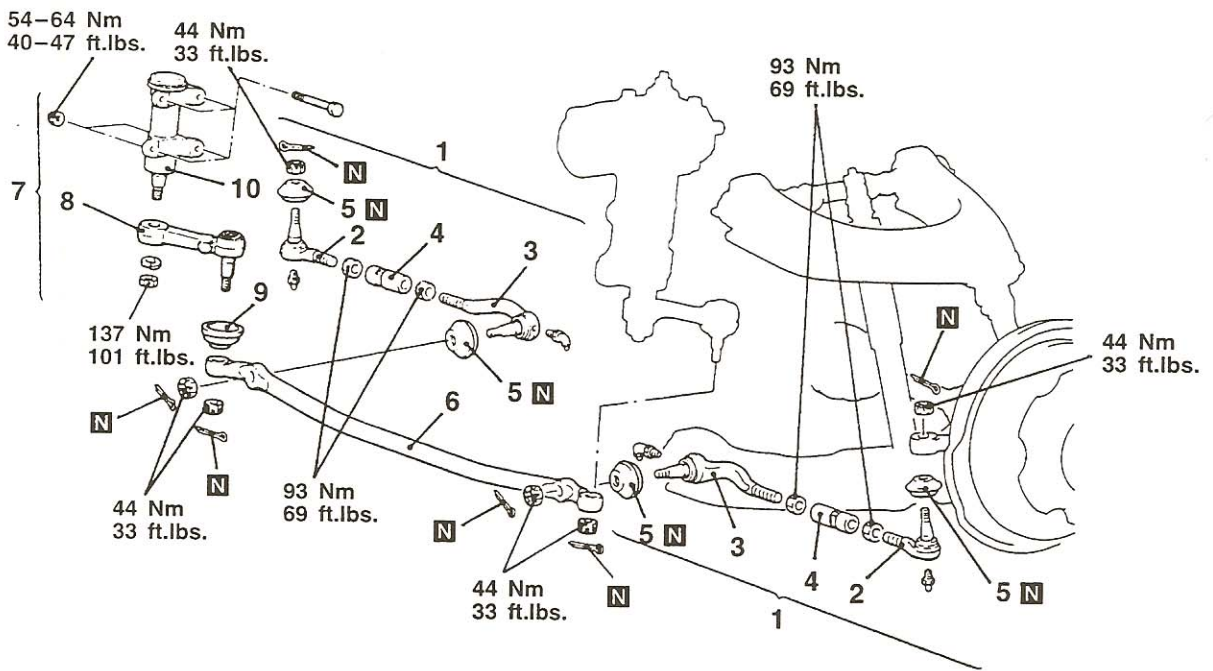 54–64 Nm
40–47 ft.lbs.
44 Nm
33 ft.lbs.
93 Nm
69 ft.lbs.
1
N
7
10
5 N
8
2
4
3
9
137 Nm
101 ft.lbs.
N
44 Nm
33 ft.lbs.
5 N
6
N
N
44 Nm
33 ft.lbs.
93 Nm
69 ft.lbs.
N
5 N
3
4
2
5 N
44 Nm
33 ft.lbs.
N
1